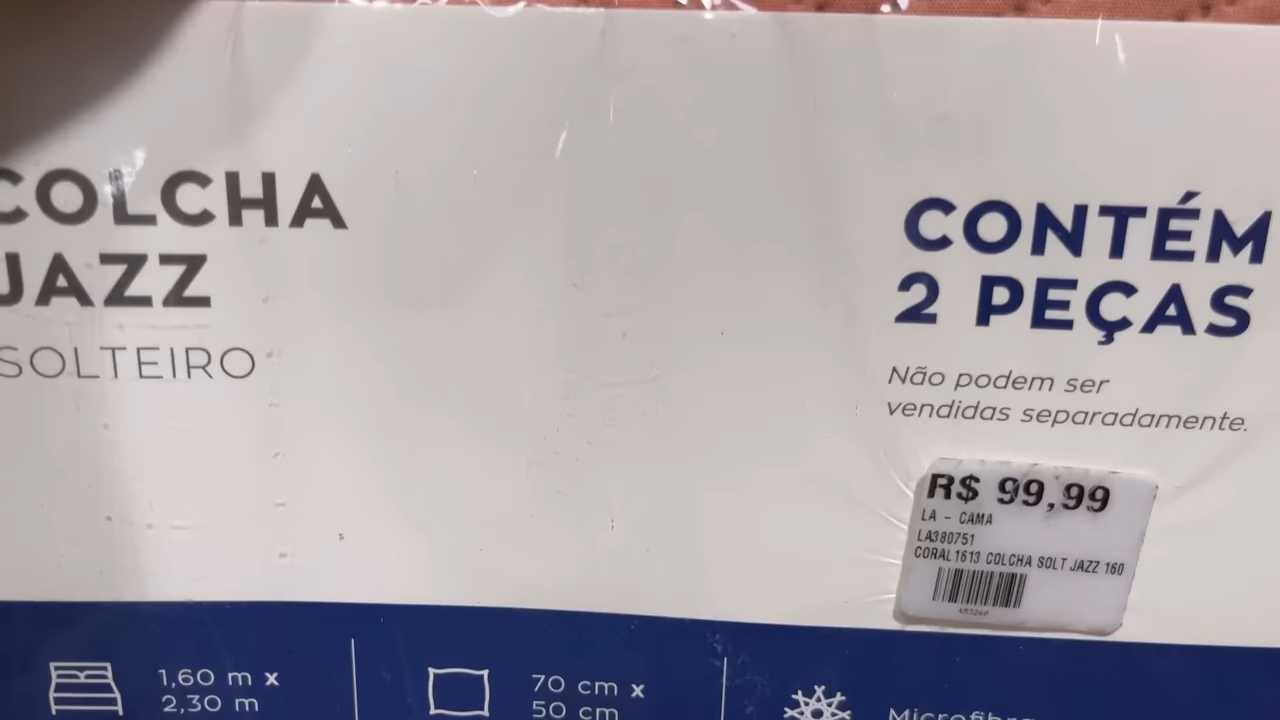 COLCHA
JAZZ
SOLTEIRO
CONTÉM
2 PEÇAS
Não podem ser
vendidas separadamente.
R$ 99,99
LA - CAMA
LA380751
CORAL1613 COLCHA SOLT JAZZ 160
1,60 m x
2,30 m
70 cm x
50 cm